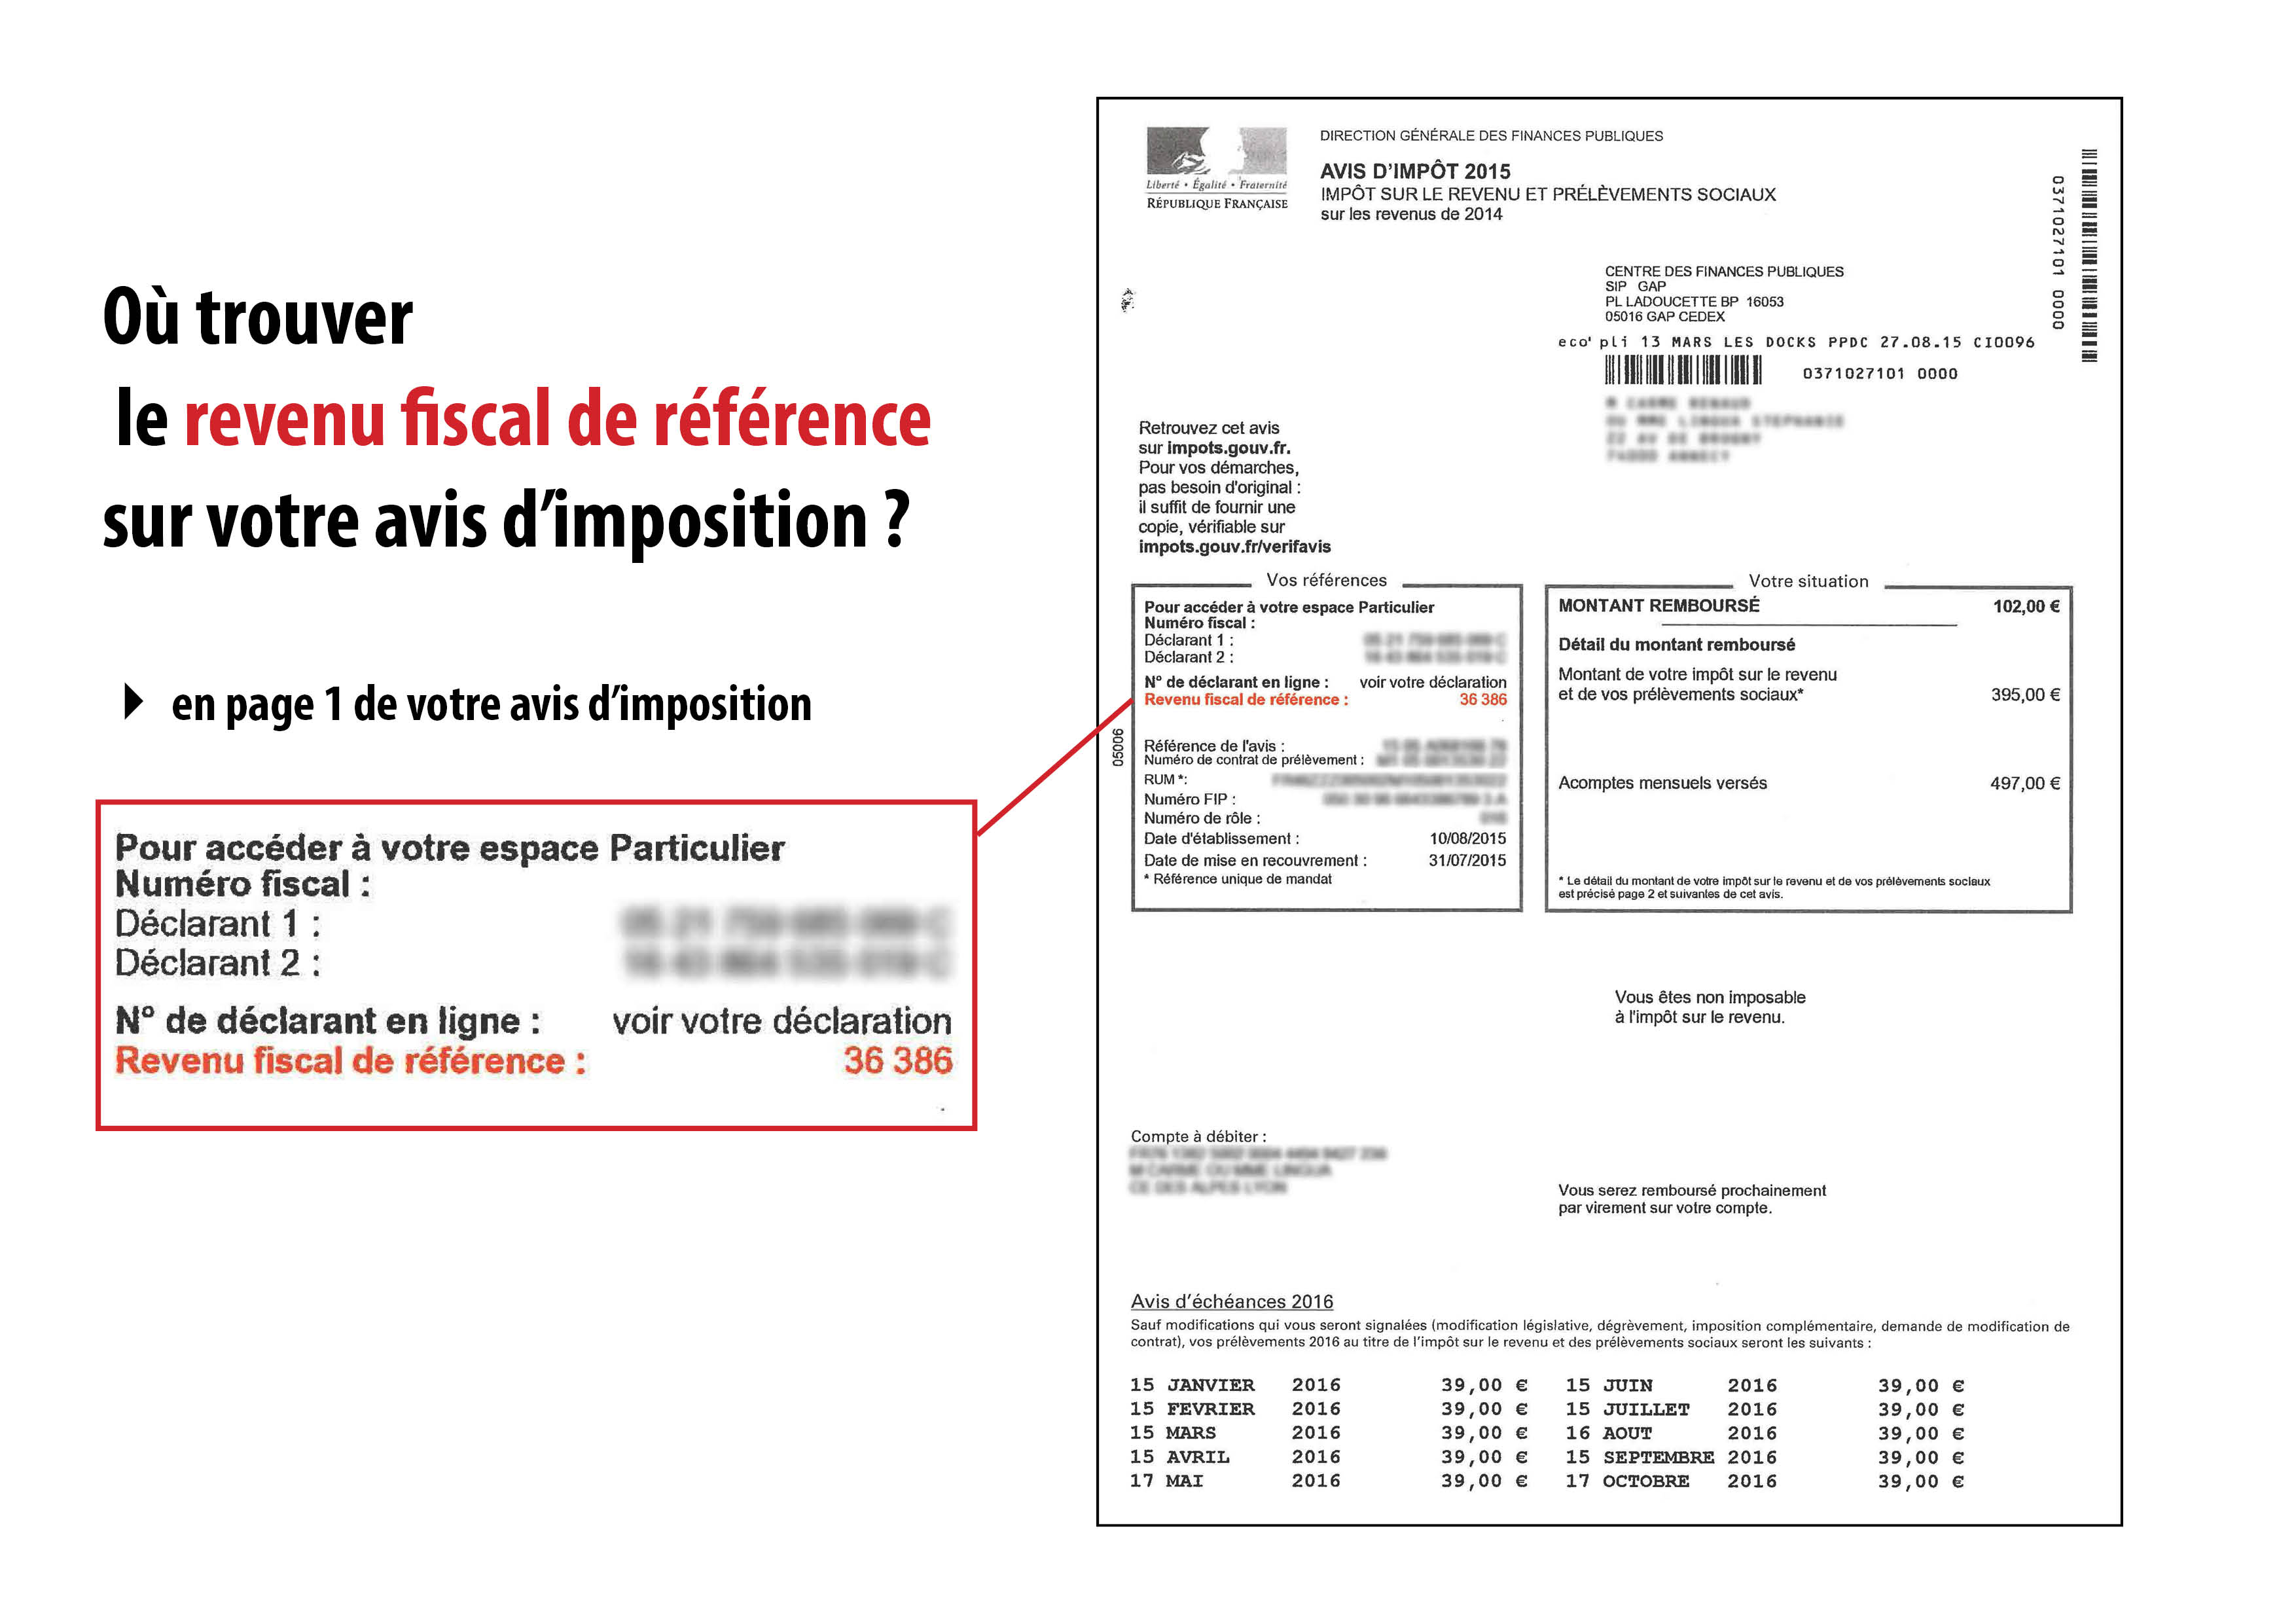 Où trouver
le revenu fiscal de référence
sur votre avis d'imposition ?
en page 1 de votre avis d'imposition
Pour accéder à votre espace Particulier
Numéro fiscal :
Déclarant 1 :
Déclarant 2 :
N° de déclarant en ligne : voir votre déclaration
Revenu fiscal de référence : 36 386
Liberté • Égalité • Fraternité
RÉPUBLIQUE FRANÇAISE
DIRECTION GÉNÉRALE DES FINANCES PUBLIQUES
AVIS D'IMPÔT 2015
IMPÔT SUR LE REVENU ET PRÉLÈVEMENTS SOCIAUX
sur les revenus de 2014
0371027101 0000
CENTRE DES FINANCES PUBLIQUES
SIP GAP
PL LADOUCETTE BP 16053
05016 GAP CEDEX
eco' pli 13 MARS LES DOCKS PPDC 27.08.15 CI0096
0371027101 0000
Retrouvez cet avis
sur impots.gouv.fr.
Pour vos démarches,
pas besoin d'original :
il suffit de fournir une
copie, vérifiable sur
impots.gouv.fr/verifavis
Vos références
Pour accéder à votre espace Particulier
Numéro fiscal :
Déclarant 1 :
Déclarant 2 :
N° de déclarant en ligne : voir votre déclaration
Revenu fiscal de référence : 36 386
05006
Référence de l'avis :
Numéro de contrat de prélèvement :
RUM * :
Numéro FIP :
Numéro de rôle :
Date d'établissement : 10/08/2015
Date de mise en recouvrement : 31/07/2015
* Référence unique de mandat
Votre situation
MONTANT REMBOURSÉ 102,00 €
Détail du montant remboursé
Montant de votre impôt sur le revenu
et de vos prélèvements sociaux* 395,00 €
Acomptes mensuels versés 497,00 €
* Le détail du montant de votre impôt sur le revenu et de vos prélèvements sociaux
est précisé page 2 et suivantes de cet avis.
Vous êtes non imposable
à l'impôt sur le revenu.
Compte à débiter :
Vous serez remboursé prochainement
par virement sur votre compte.
Avis d'échéances 2016
Sauf modifications qui vous seront signalées (modification législative, dégrèvement, imposition complémentaire, demande de modification de
contrat), vos prélèvements 2016 au titre de l'impôt sur le revenu et des prélèvements sociaux seront les suivants :
15 JANVIER 2016 39,00 € 15 JUIN 2016 39,00 €
15 FEVRIER 2016 39,00 € 15 JUILLET 2016 39,00 €
15 MARS 2016 39,00 € 16 AOUT 2016 39,00 €
15 AVRIL 2016 39,00 € 15 SEPTEMBRE 2016 39,00 €
17 MAI 2016 39,00 € 17 OCTOBRE 2016 39,00 €